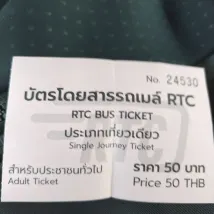 No. 24530
บัตรโดยสารรถเมล์ RTC
RTC BUS TICKET
ประเภทเที่ยวเดียว
Single Journey Ticket
สำหรับประชาชนทั่วไป ราคา 50 บาท
Adult Ticket Price 50 THB